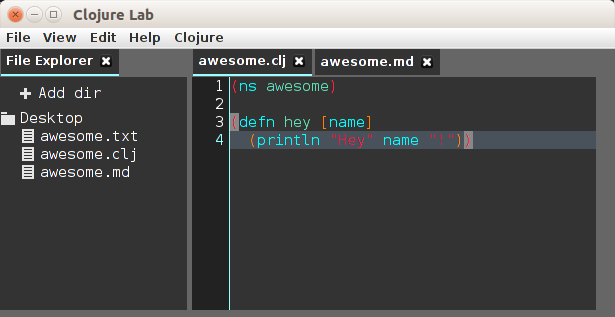 Clojure Lab
File View Edit Help Clojure
File Explorer
awesome.clj awesome.md
+ Add dir
Desktop
awesome.txt
awesome.clj
awesome.md
1 (ns awesome)
2
3 (defn hey [name]
4 (println "Hey" name "!"))